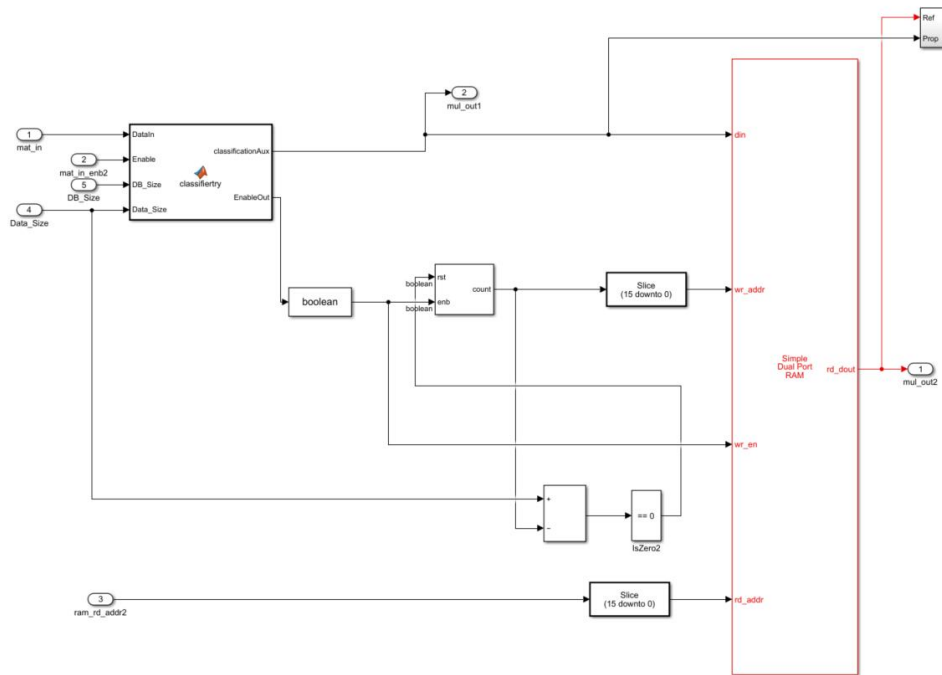 Ref
Prop
2
mul_out1
1
mat_in
DataIn
classificationAux
2
mat_in_enb2
Enable
classifiertry
5
DB_Size
DB_Size
EnableOut
4
Data_Size
Data_Size
din
boolean
rst
boolean
count
enb
boolean
Slice
(15 downto 0)
wr_addr
Simple
Dual Port
RAM
rd_dout
1
mul_out2
wr_en
+
−
== 0
IsZero2
3
ram_rd_addr2
Slice
(15 downto 0)
rd_addr